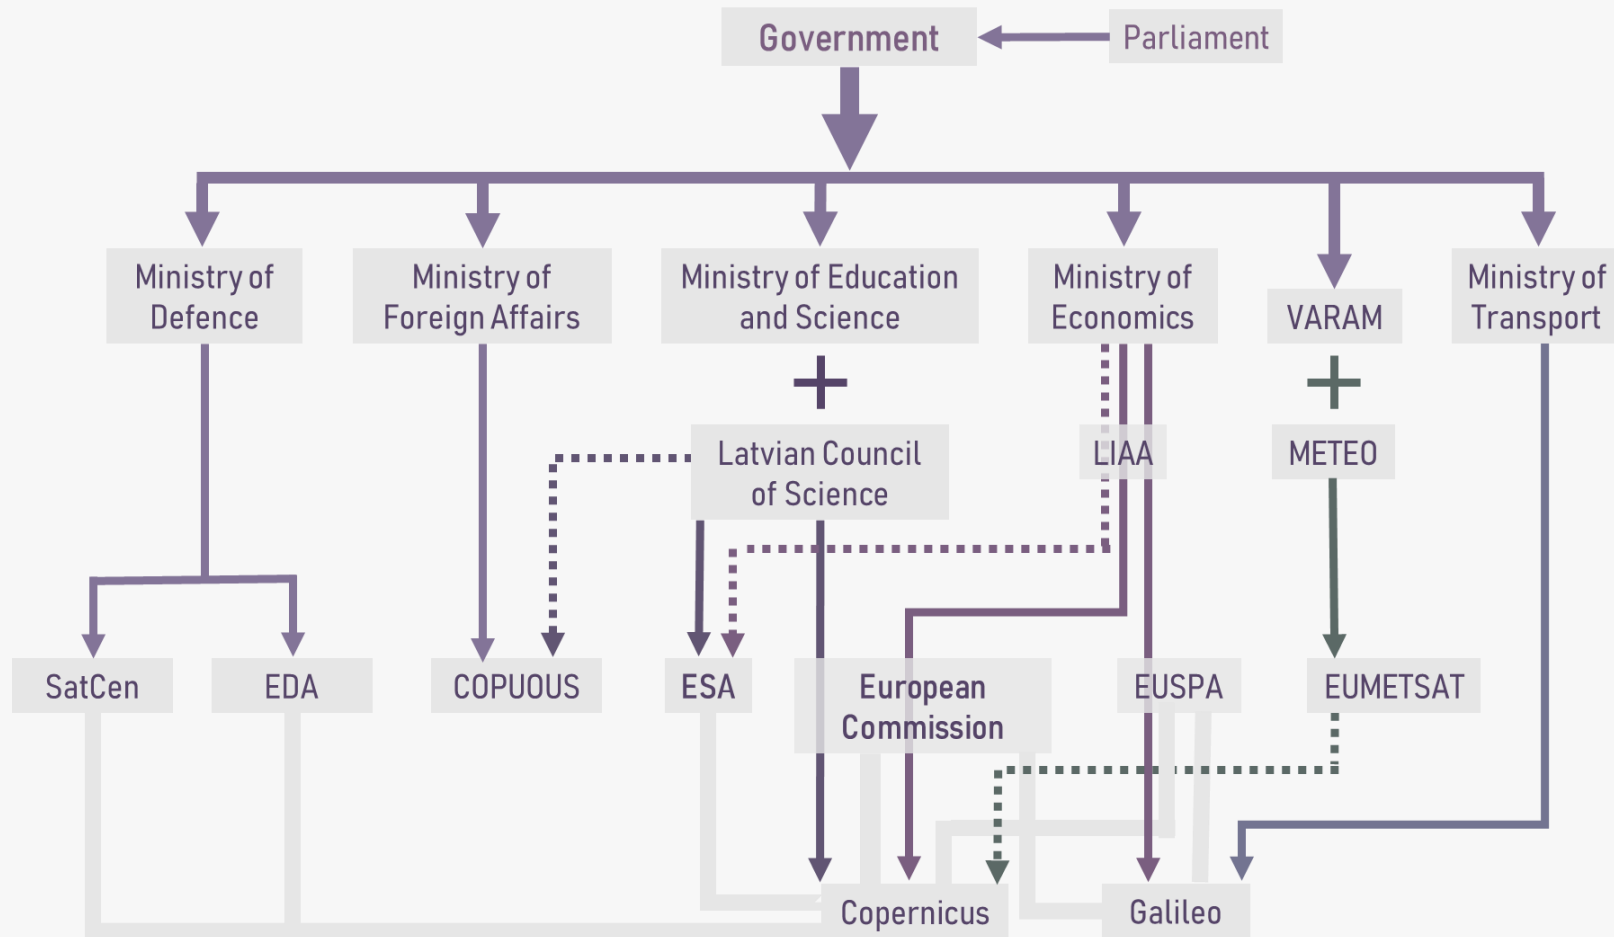 Government
Parliament
Ministry of
Defence
Ministry of
Foreign Affairs
Ministry of Education
and Science
Ministry of
Economics
VARAM
Ministry of
Transport
Latvian Council
of Science
LIAA
METEO
SatCen
EDA
COPUOUS
ESA
European
Commission
EUSPA
EUMETSAT
Copernicus
Galileo